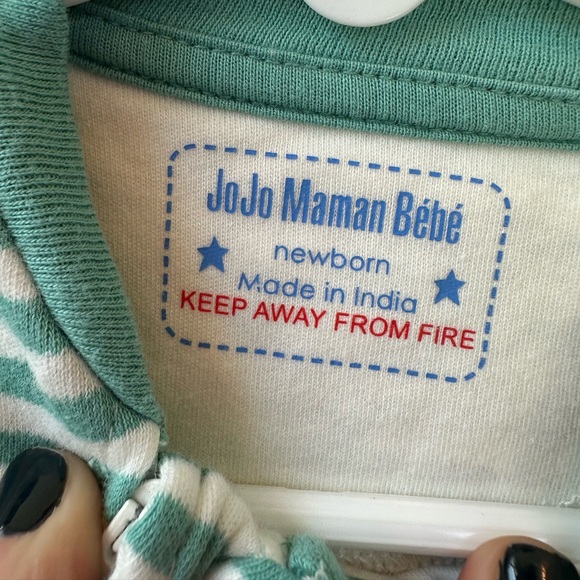 JoJo Maman Bébé
newborn
Made in India
KEEP AWAY FROM FIRE